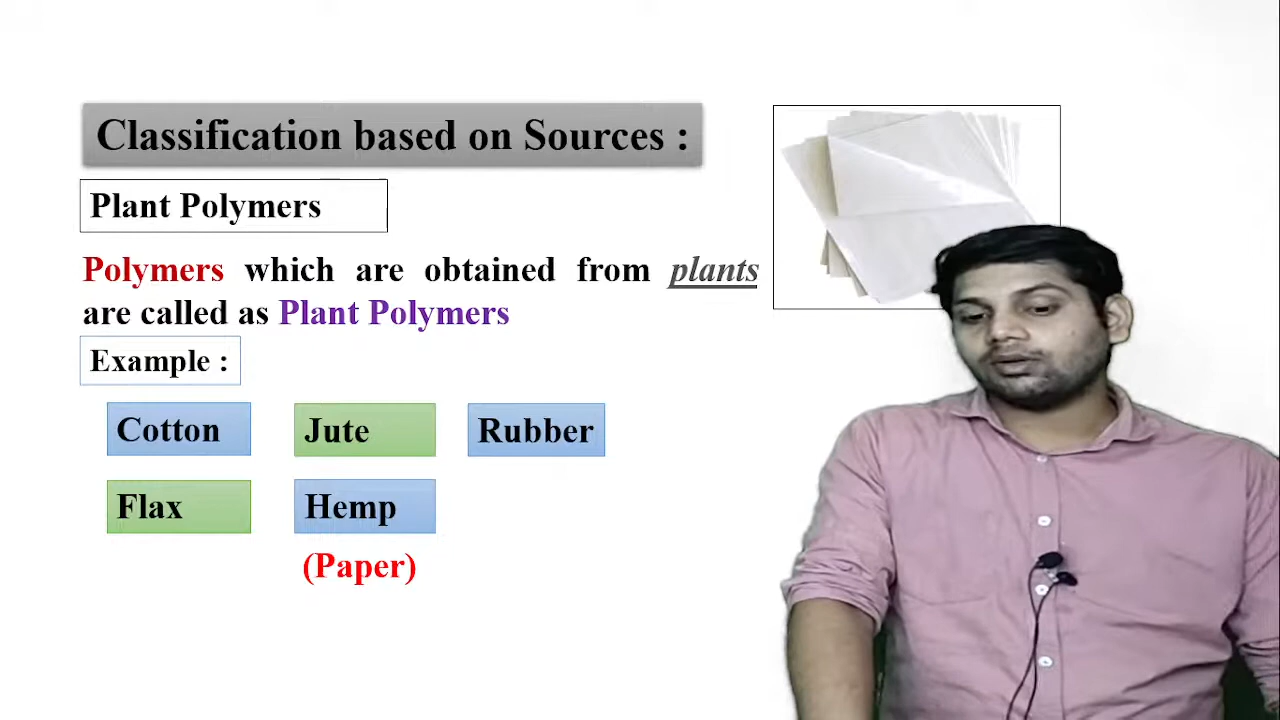 Classification based on Sources :
Plant Polymers
Polymers which are obtained from plants
are called as Plant Polymers
Example :
Cotton Jute Rubber
Flax Hemp
(Paper)